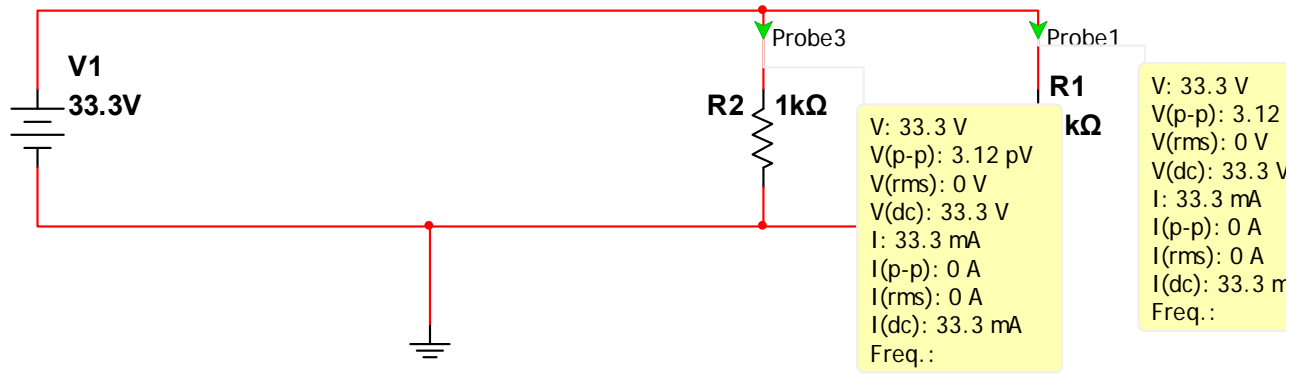 Probe3
Probe1
V1
33.3V
R2 1kΩ
R1
kΩ
V: 33.3 V
V(p-p): 3.12 pV
V(rms): 0 V
V(dc): 33.3 V
I: 33.3 mA
I(p-p): 0 A
I(rms): 0 A
I(dc): 33.3 mA
Freq.:
V: 33.3 V
V(p-p): 3.12
V(rms): 0 V
V(dc): 33.3 V
I: 33.3 mA
I(p-p): 0 A
I(rms): 0 A
I(dc): 33.3 m
Freq.: